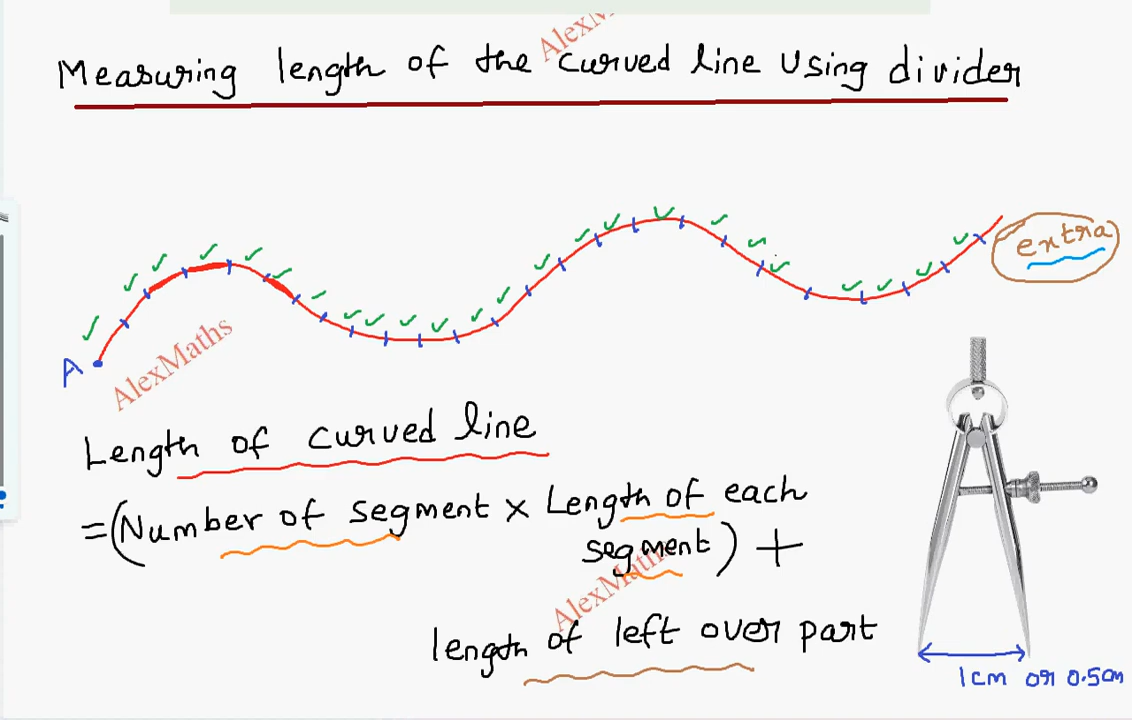 AlexM
Measuring length of the curved line using divider
extra
A
AlexMaths
Length of curved line
=(Number of segment × Length of each
segment) +
AlexMaths
length of left over part
1cm or 0.5cm